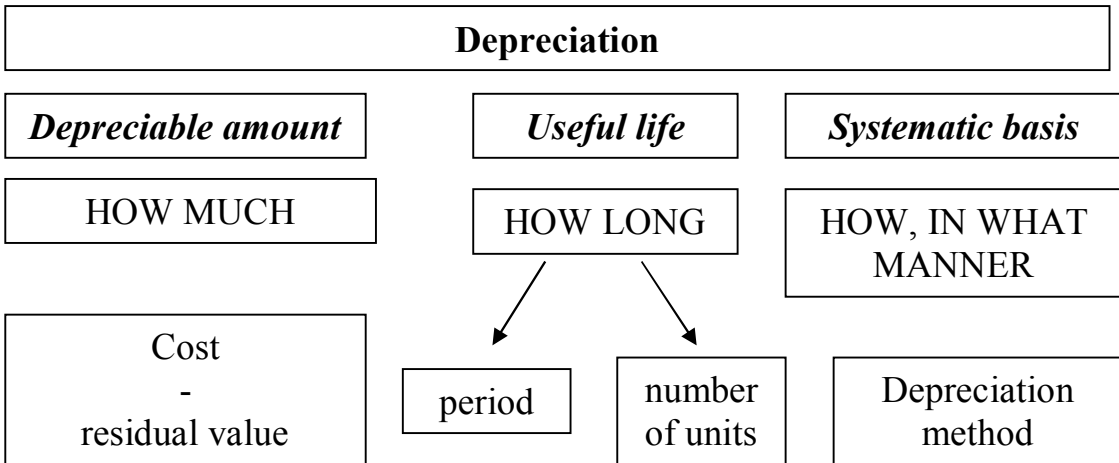 Depreciation
Depreciable amount
Useful life
Systematic basis
HOW MUCH
HOW LONG
HOW, IN WHAT
MANNER
Cost
-
residual value
period
number
of units
Depreciation
method